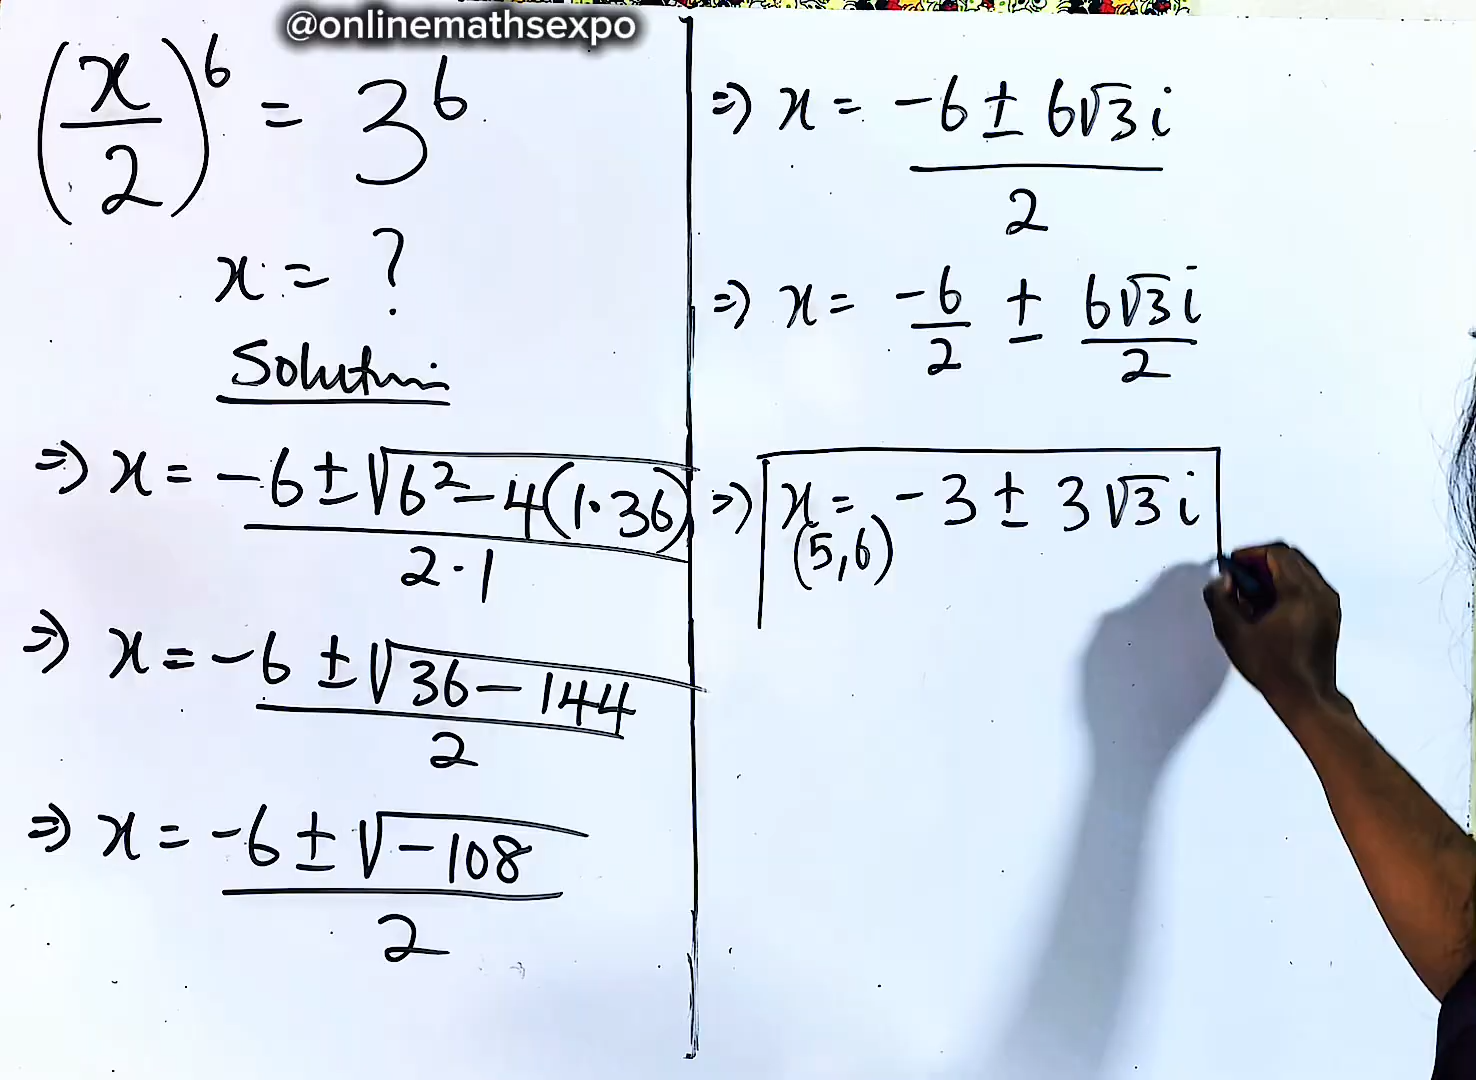 @onlinemathsexpo
(x/2)^6 = 3^6
x = ?
Solution
⇒ x = -6 ± √6² - 4(1·36)
2·1
⇒ x = -6 ± √36 - 144
2
⇒ x = -6 ± √-108
2
⇒ x = -6 ± 6√3 i
2
⇒ x = -6/2 ± 6√3 i/2
⇒ x = -3 ± 3√3 i
(5,6)